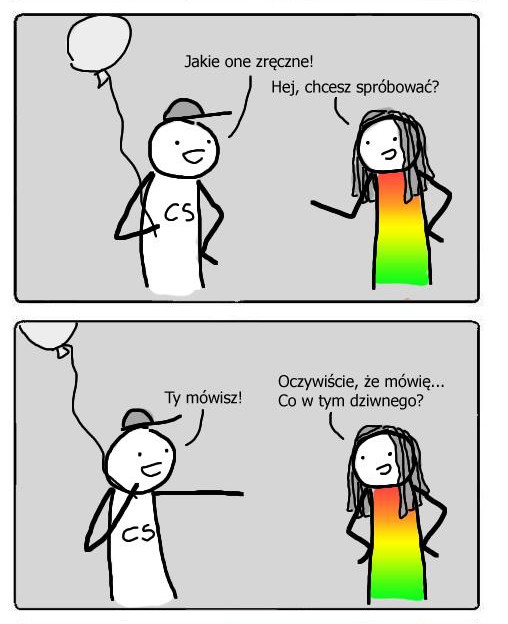 Jakie one zręczne!
Hej, chcesz spróbować?
CS
Ty mówisz!
Oczywiście, że mówię...
Co w tym dziwnego?
CS